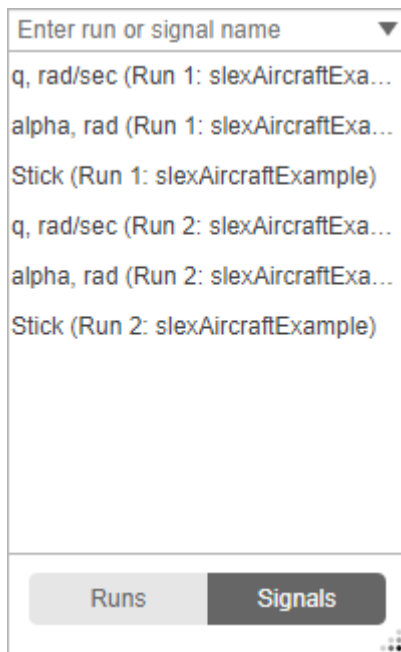 Enter run or signal name
q, rad/sec (Run 1: slexAircraftExa...
alpha, rad (Run 1: slexAircraftExa...
Stick (Run 1: slexAircraftExample)
q, rad/sec (Run 2: slexAircraftExa...
alpha, rad (Run 2: slexAircraftExa...
Stick (Run 2: slexAircraftExample)
Runs Signals